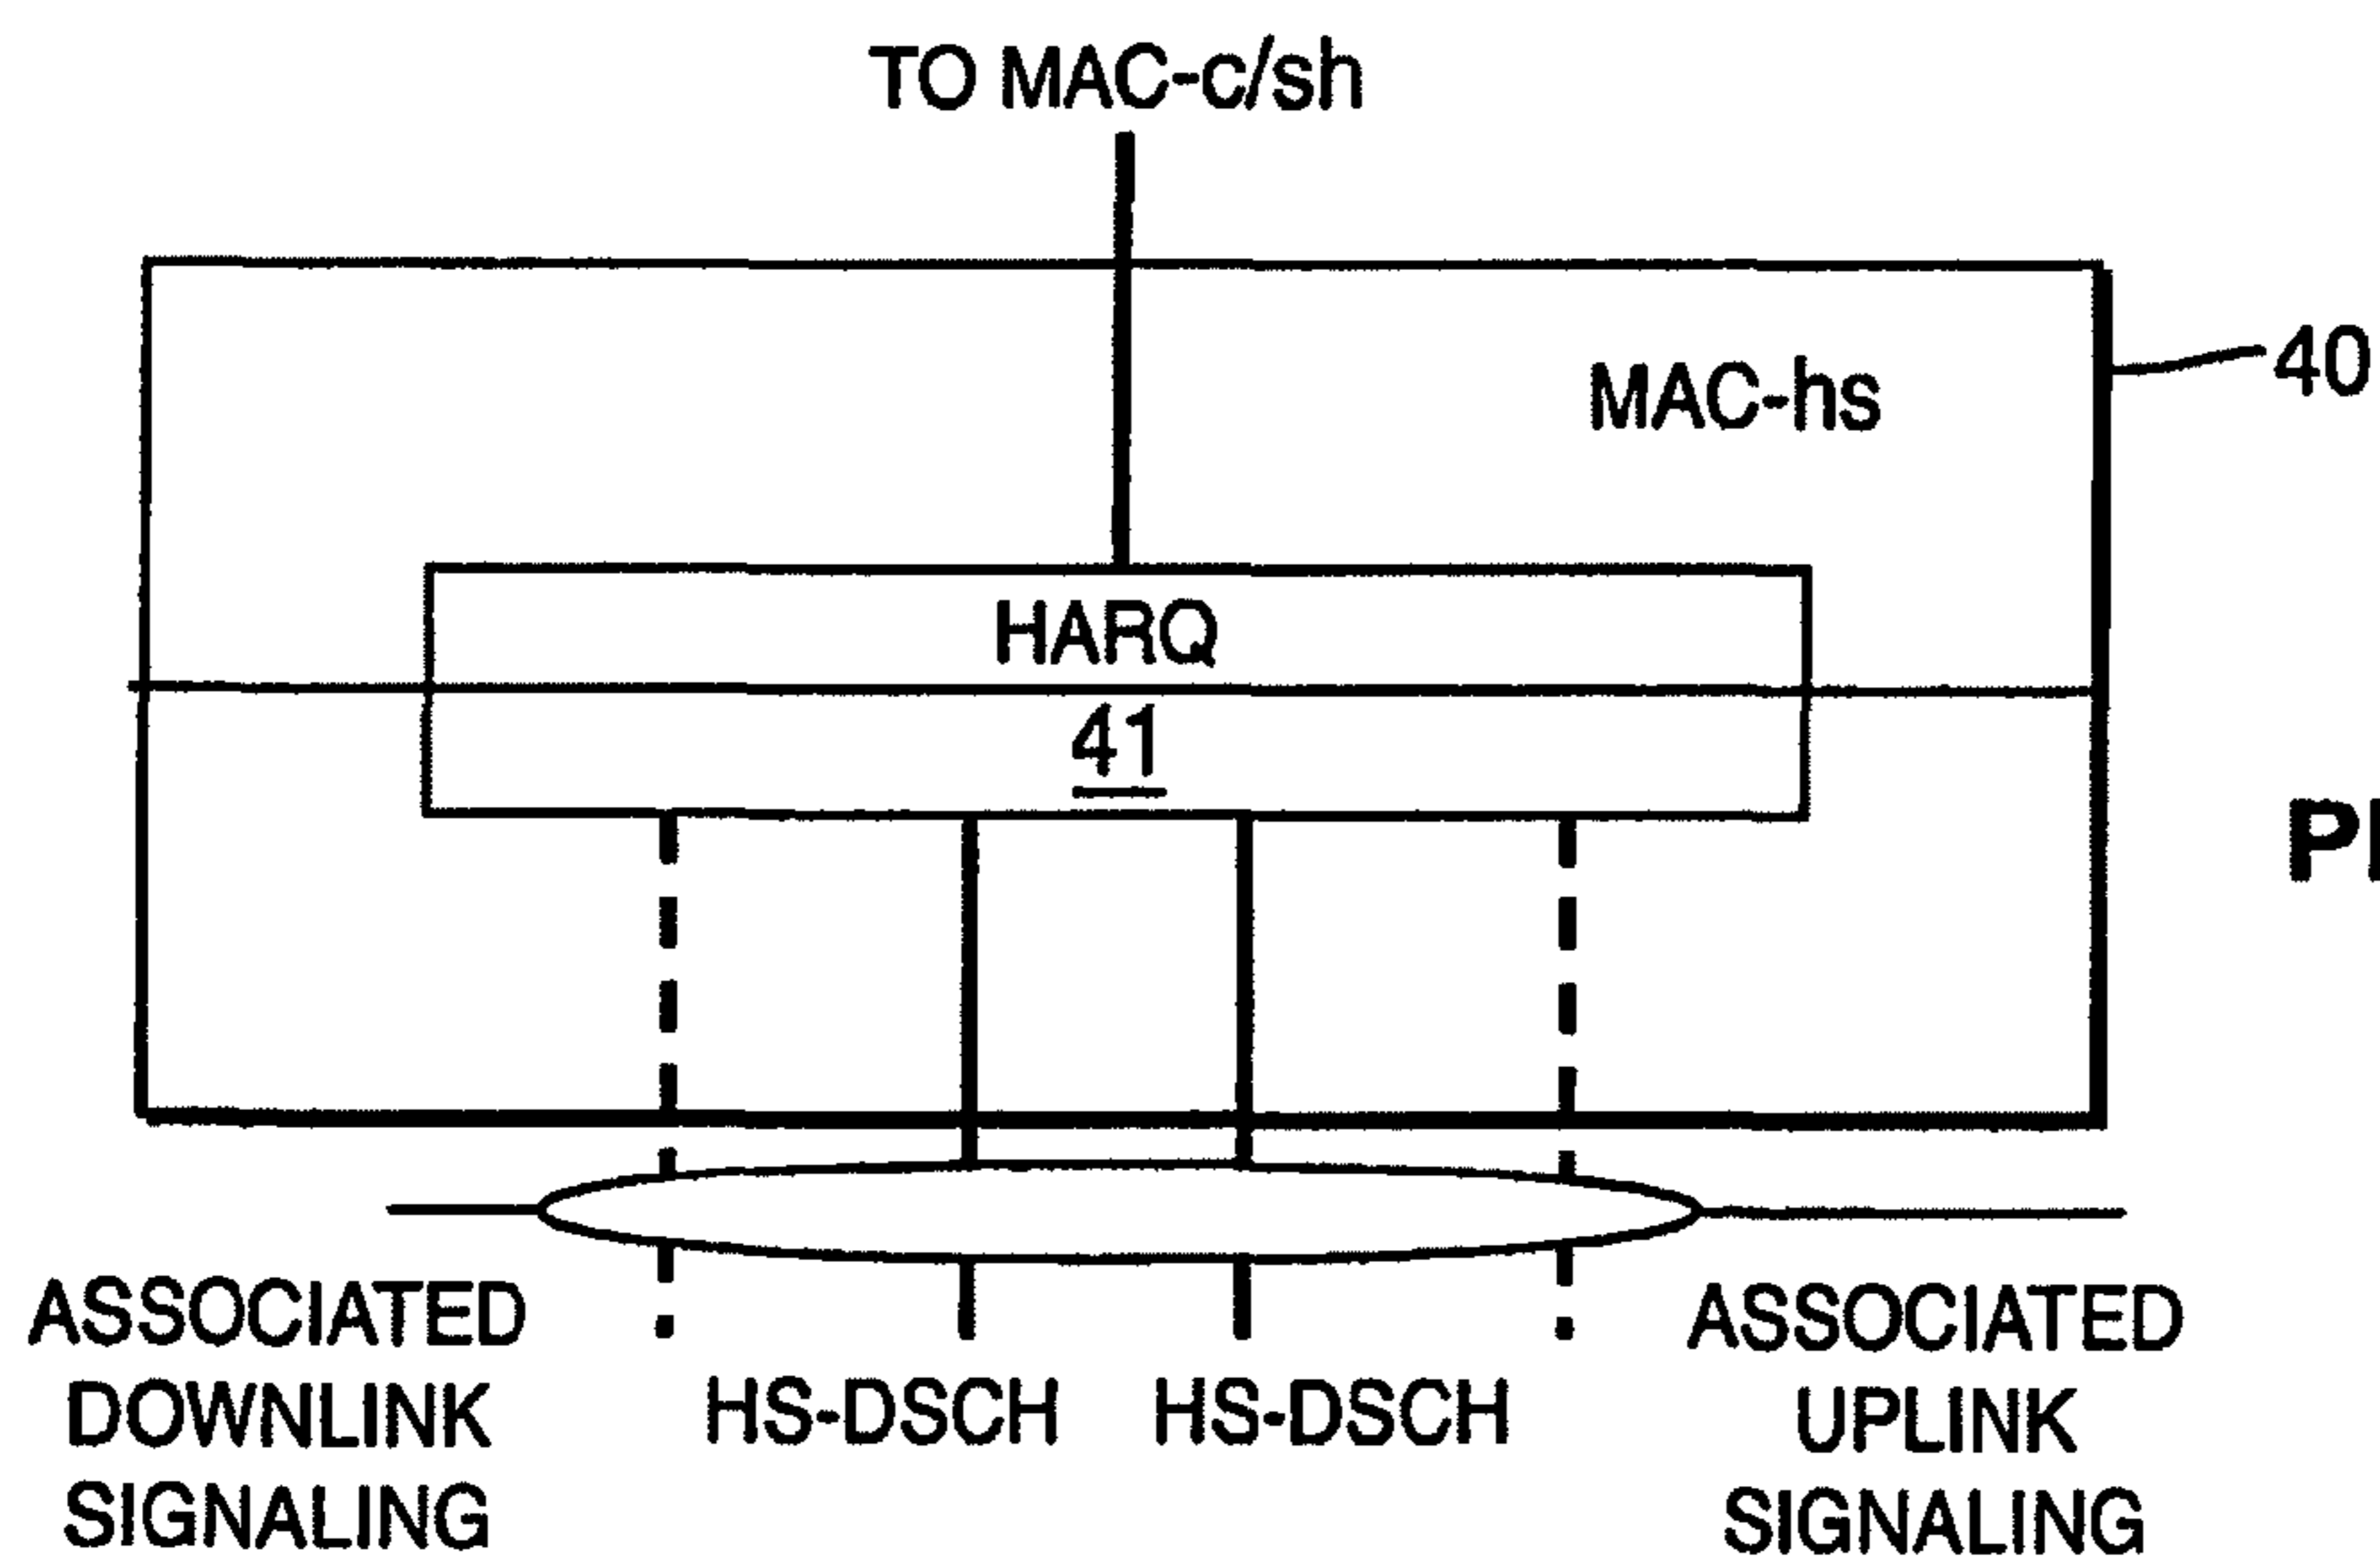 TO MAC-c/sh
MAC-hs
40
HARQ
41
ASSOCIATED
DOWNLINK
SIGNALING
HS-DSCH
HS-DSCH
ASSOCIATED
UPLINK
SIGNALING